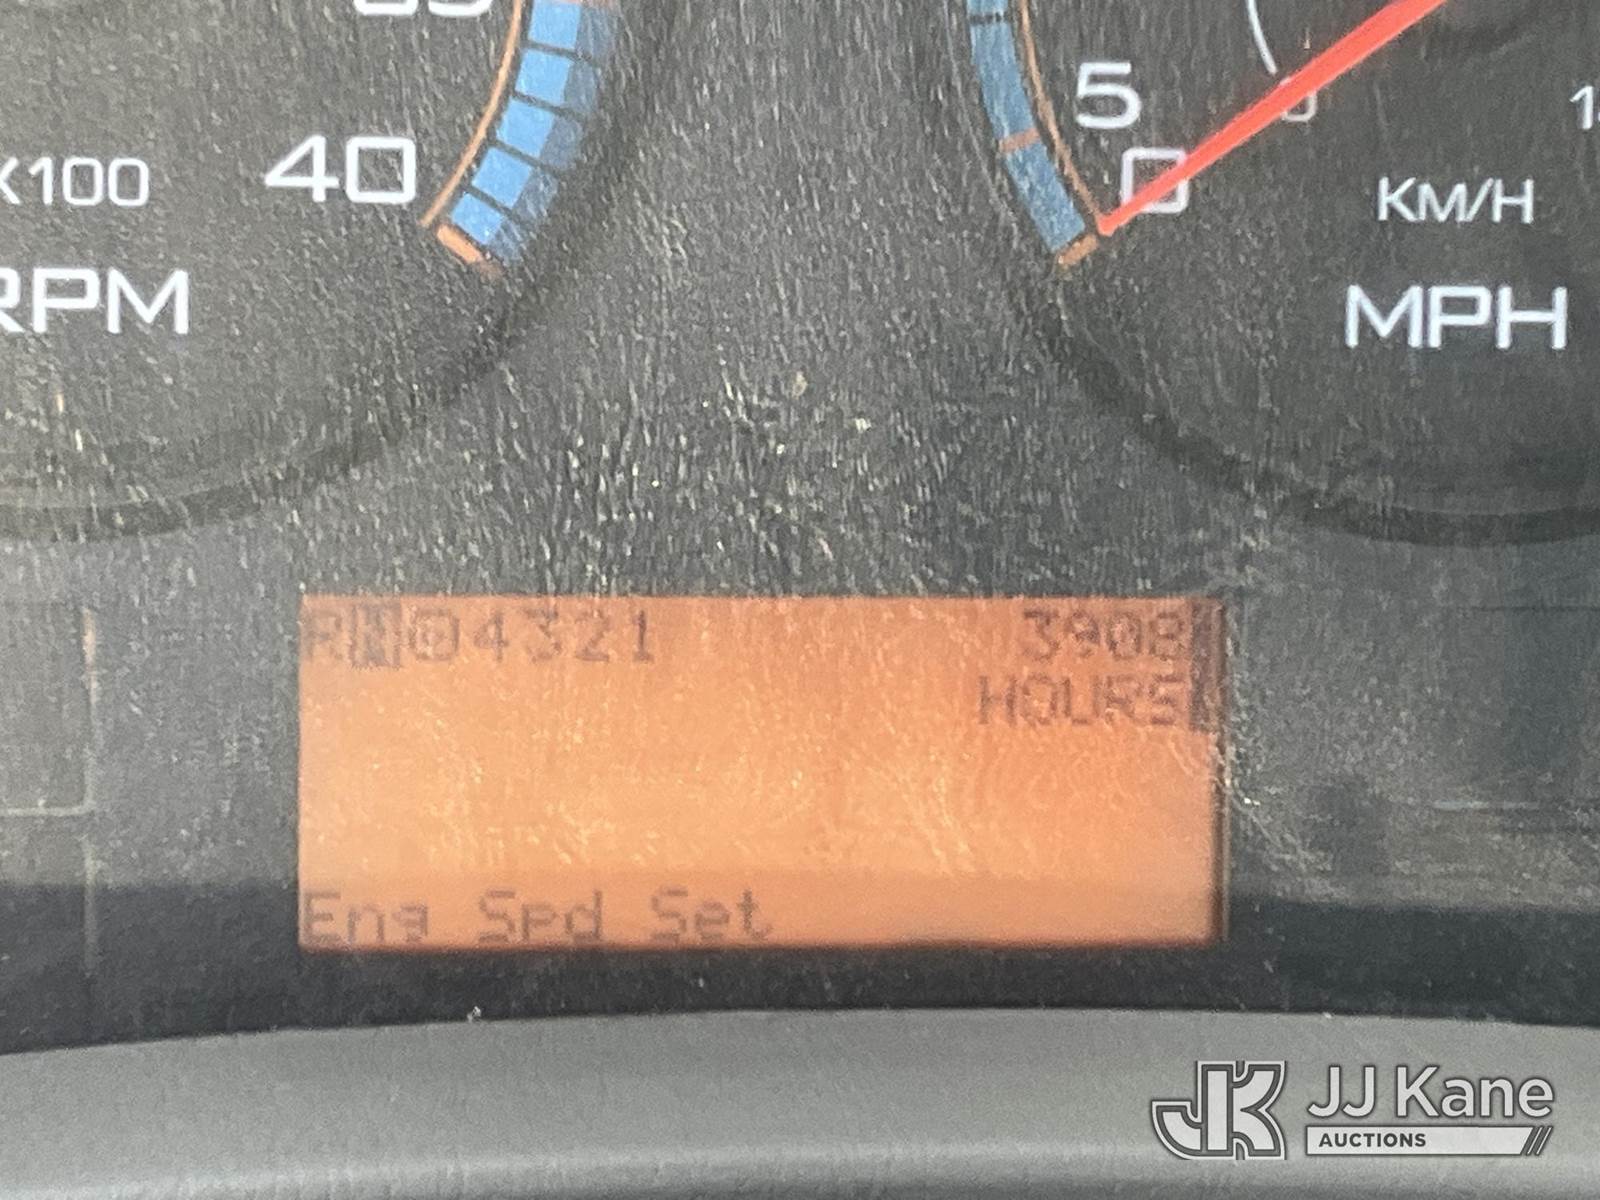 40
X100
RPM
5
0
KM/H
MPH
04321 3908
HOURS
Eng Spd Set
JJ Kane
AUCTIONS